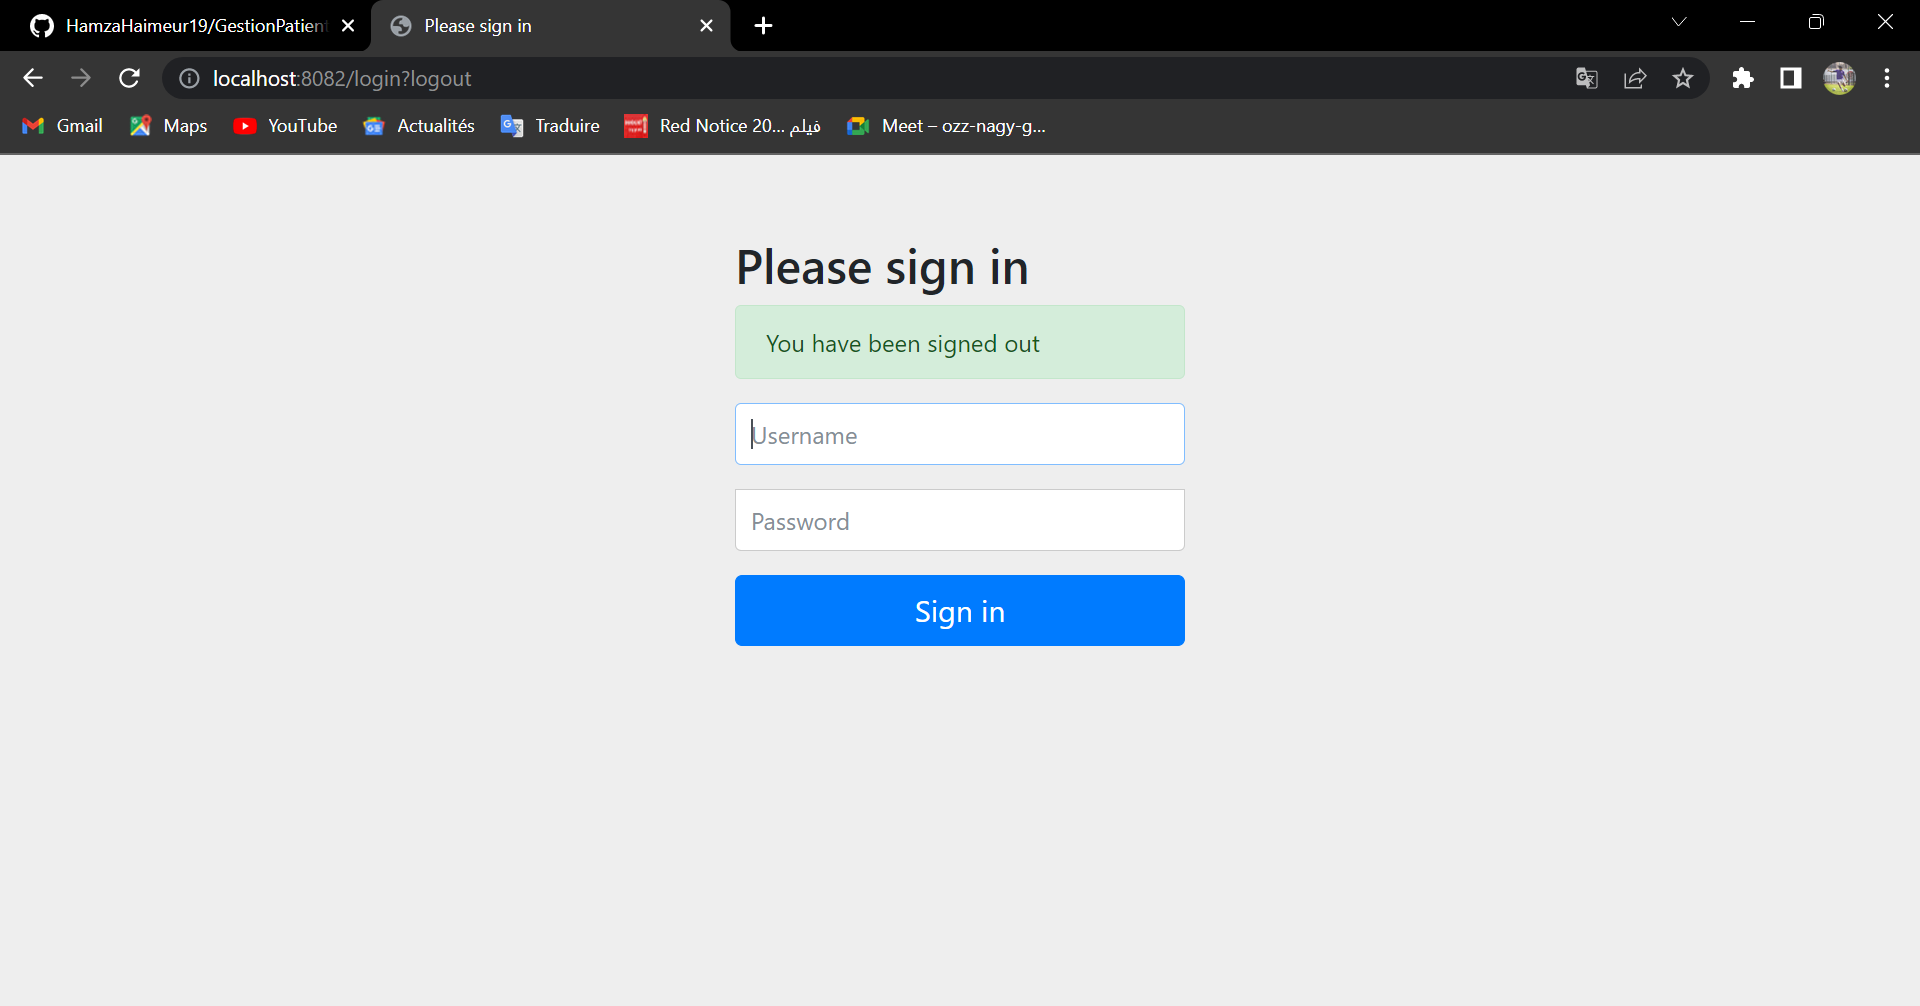 HamzaHaimeur19/GestionPatient
Please sign in
localhost:8082/login?logout
Gmail
Maps
YouTube
Actualités
Traduire
Red Notice 20... فيلم
Meet – ozz-nagy-g...
Please sign in
You have been signed out
Username
Password
Sign in